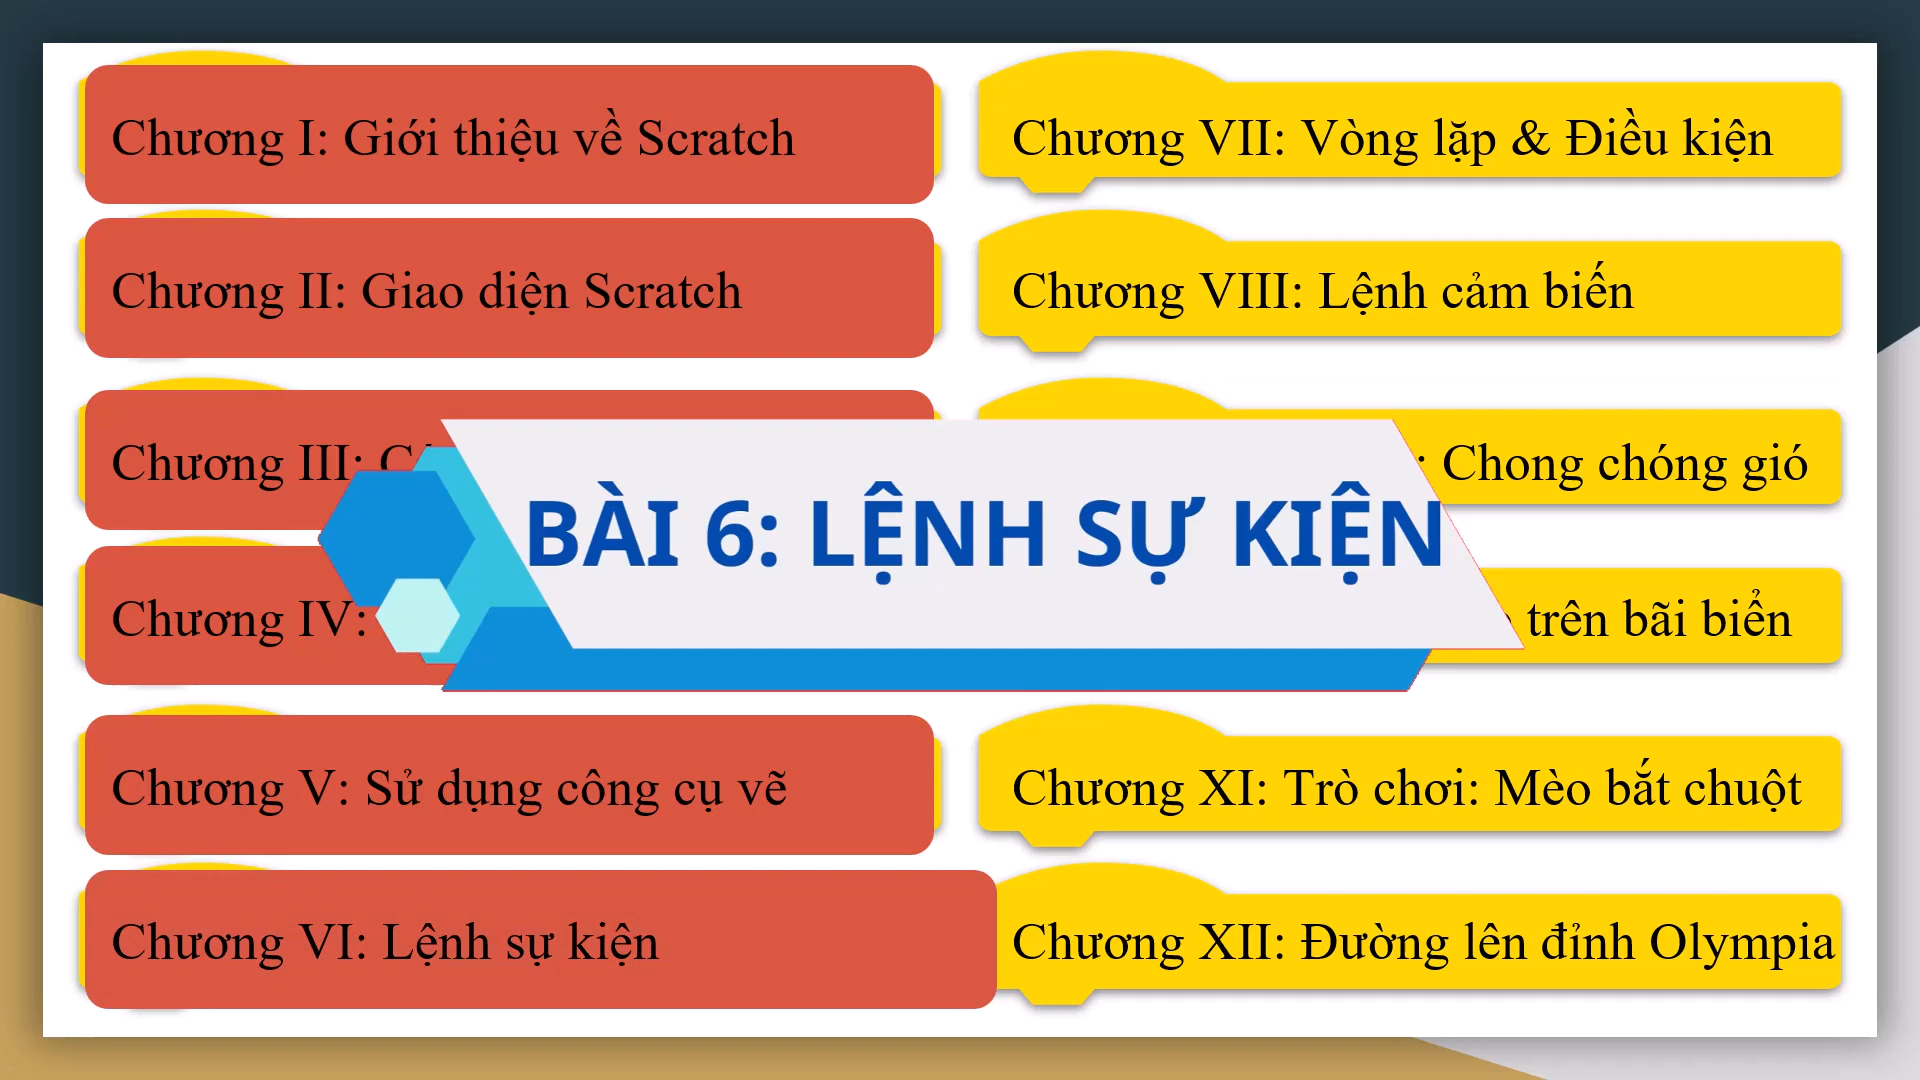 Chương I: Giới thiệu về Scratch
Chương II: Giao diện Scratch
Chương III:
Chương IV:
Chương V: Sử dụng công cụ vẽ
Chương VI: Lệnh sự kiện
BÀI 6: LỆNH SỰ KIỆN
Chương VII: Vòng lặp & Điều kiện
Chương VIII: Lệnh cảm biến
: Chong chóng gió
trên bãi biển
Chương XI: Trò chơi: Mèo bắt chuột
Chương XII: Đường lên đỉnh Olympia